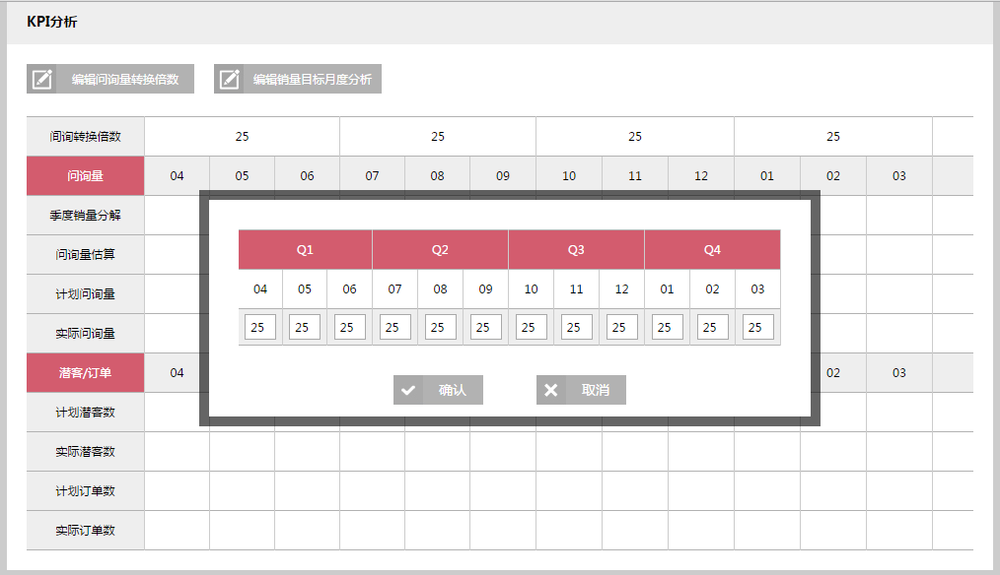 KPI分析
编辑问询量转换倍数 编辑销量目标月度分析
问询转换倍数 25 25 25 25
问询量 04 05 06 07 08 09 10 11 12 01 02 03
季度销量分解
Q1 Q2 Q3 Q4
问询量估算
04 05 06 07 08 09 10 11 12 01 02 03
计划问询量
25 25 25 25 25 25 25 25 25 25 25 25
实际问询量
潜客/订单 04 02 03
确认 取消
计划潜客数
实际潜客数
计划订单数
实际订单数